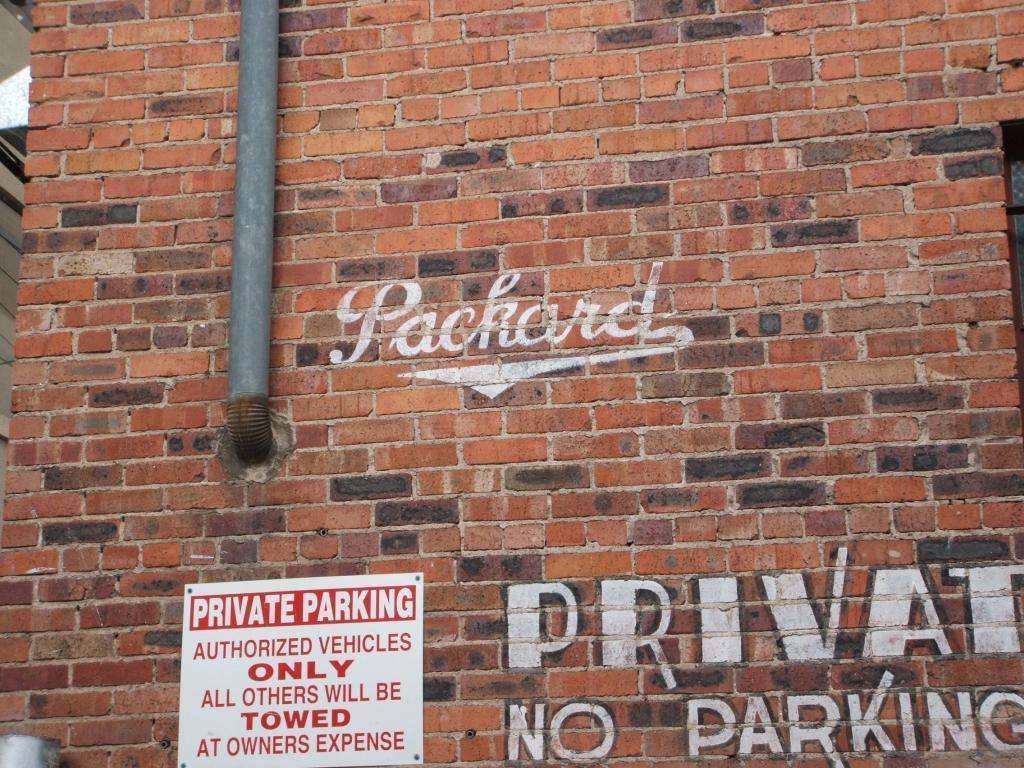 Packard
PRIVATE PARKING
AUTHORIZED VEHICLES
ONLY
ALL OTHERS WILL BE
TOWED
AT OWNERS EXPENSE
PRIVAT
NO PARKING